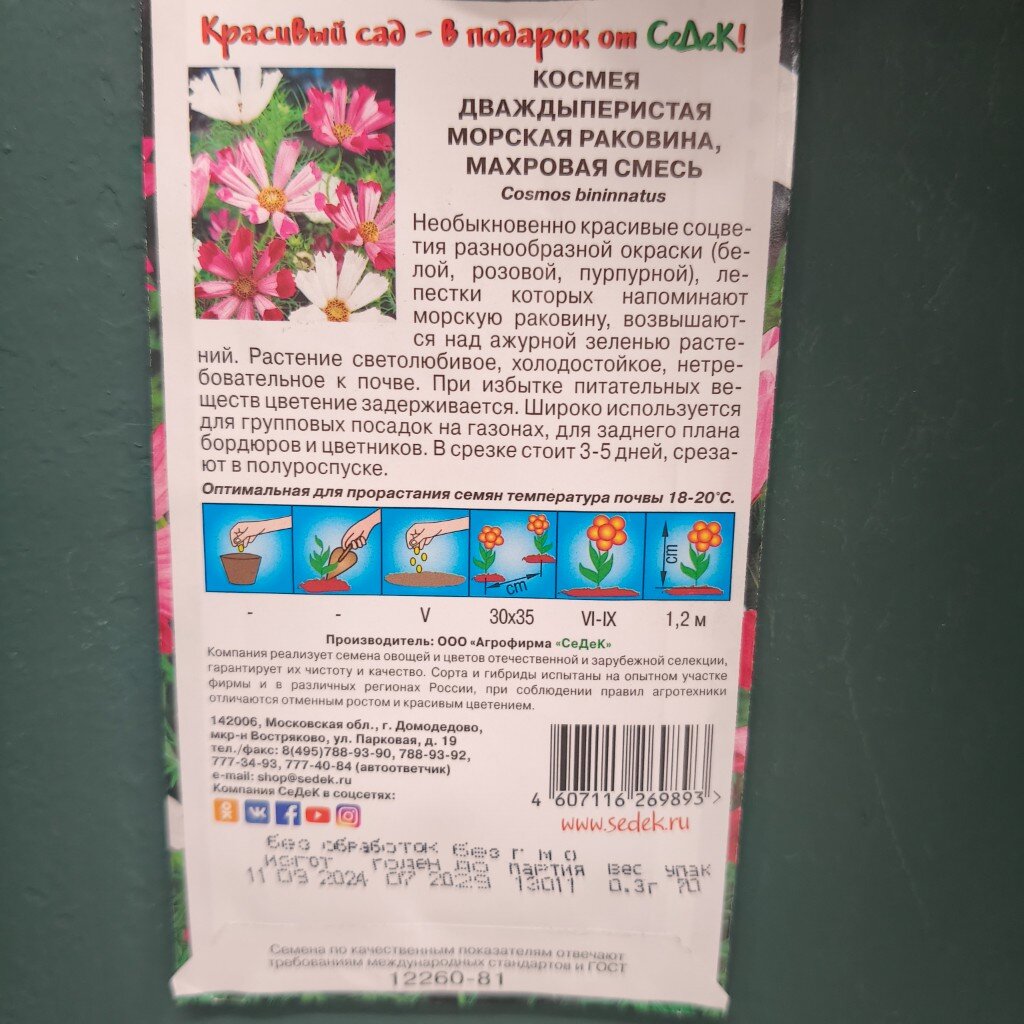 Красивый сад - в подарок от СеДеК!
КОСМЕЯ
ДВАЖДЫПЕРИСТАЯ
МОРСКАЯ РАКОВИНА,
МАХРОВАЯ СМЕСЬ
Cosmos bininnatus
Необыкновенно красивые соцве-
тия разнообразной окраски (бе-
лой, розовой, пурпурной), ле-
пестки которых напоминают
морскую раковину, возвышают-
ся над ажурной зеленью расте-
ний. Растение светолюбивое, холодостойкое, нетре-
бовательное к почве. При избытке питательных ве-
ществ цветение задерживается. Широко используется
для групповых посадок на газонах, для заднего плана
бордюров и цветников. В срезке стоит 3-5 дней, среза-
ют в полуроспуске.
Оптимальная для прорастания семян температура почвы 18-20°С.
cm cm
- - V 30х35 VI-IX 1,2 м
Производитель: ООО «Агрофирма «СеДеК»
Компания реализует семена овощей и цветов отечественной и зарубежной селекции,
гарантирует их чистоту и качество. Сорта и гибриды испытаны на опытном участке
фирмы и в различных регионах России, при соблюдении правил агротехники
отличаются отменным ростом и красивым цветением.
142006, Московская обл., г. Домодедово,
мкр-н Востряково, ул. Парковая, д. 19
тел./факс: 8(495)788-93-90, 788-93-92,
777-34-93, 777-40-84 (автоответчик)
e-mail: shop@sedek.ru
Компания СеДеК в соцсетях:
4 607116 269893 >
www.sedek.ru
без обработок без г м о
изгот годен до партия вес упак
11 09 2024 07 2029 13011 0.3г 70
Семена по качественным показателям отвечают
требованиям международных стандартов и ГОСТ
12260-81